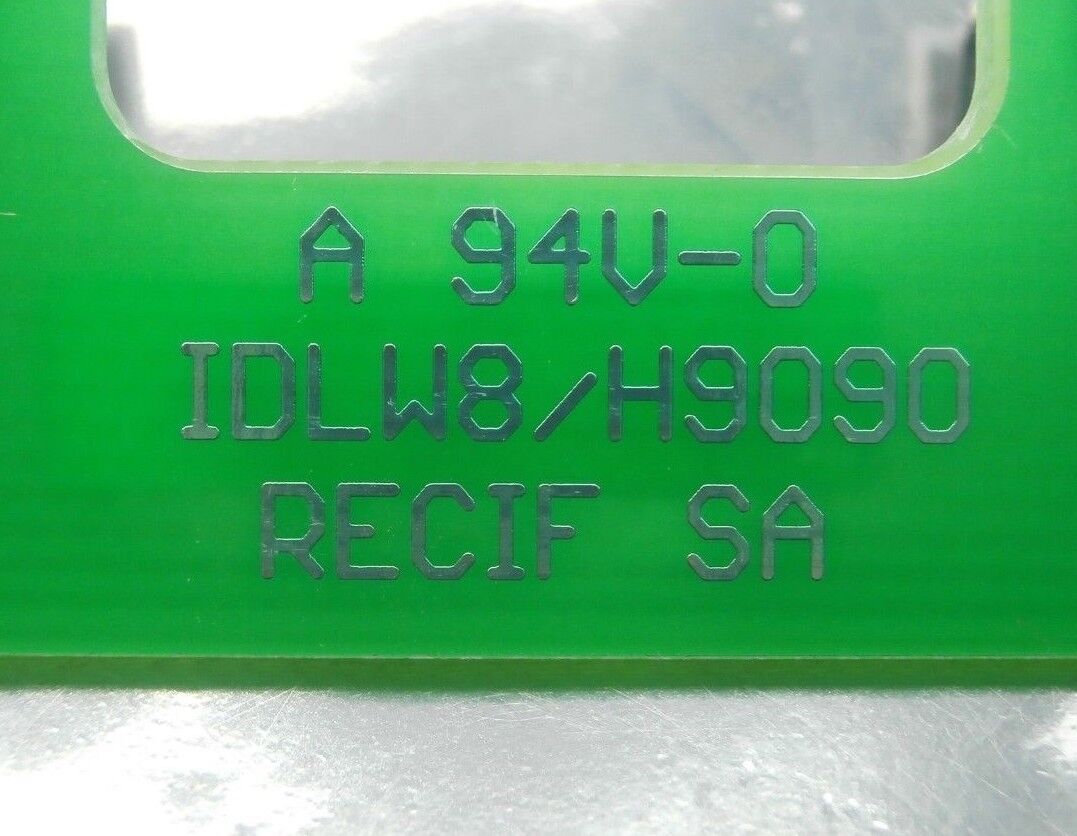 A 94V-0
IDLW8/H9090
RECIF SA